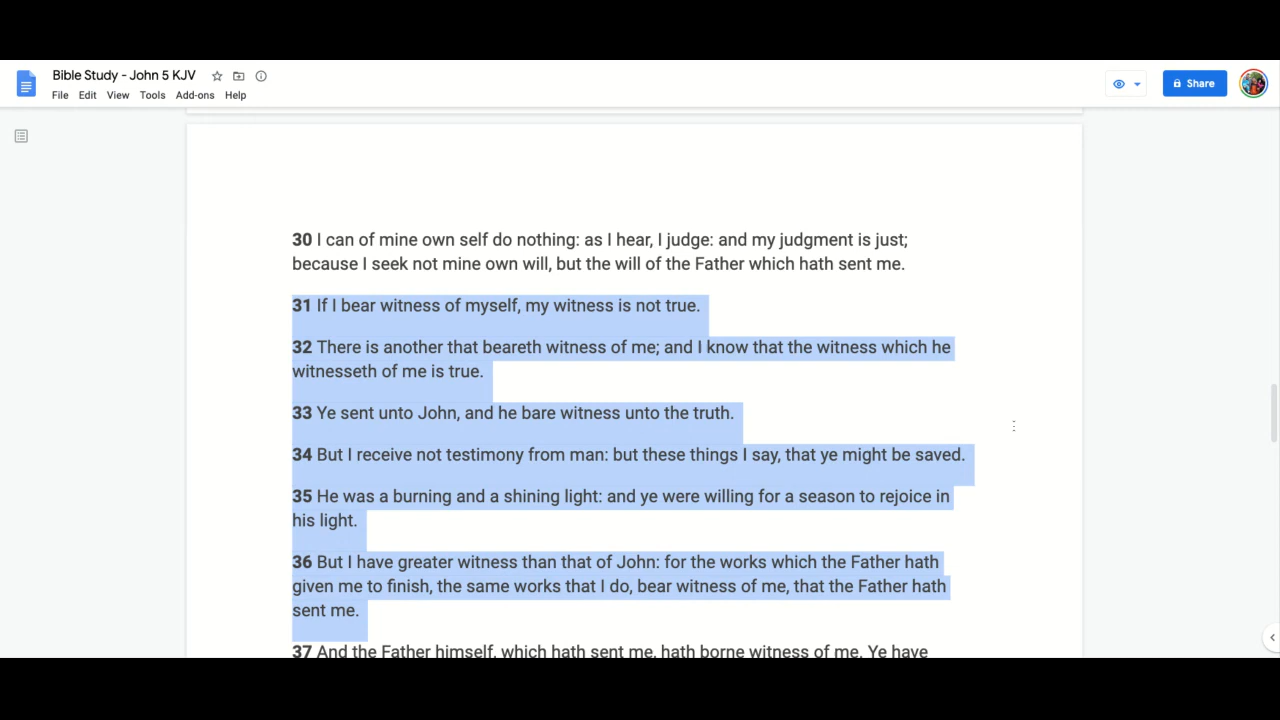 Bible Study - John 5 KJV
File Edit View Tools Add-ons Help
Share
30 I can of mine own self do nothing: as I hear, I judge: and my judgment is just;
because I seek not mine own will, but the will of the Father which hath sent me.
31 If I bear witness of myself, my witness is not true.
32 There is another that beareth witness of me; and I know that the witness which he
witnesseth of me is true.
33 Ye sent unto John, and he bare witness unto the truth.
34 But I receive not testimony from man: but these things I say, that ye might be saved.
35 He was a burning and a shining light: and ye were willing for a season to rejoice in
his light.
36 But I have greater witness than that of John: for the works which the Father hath
given me to finish, the same works that I do, bear witness of me, that the Father hath
sent me.
37 And the Father himself, which hath sent me, hath borne witness of me. Ye have